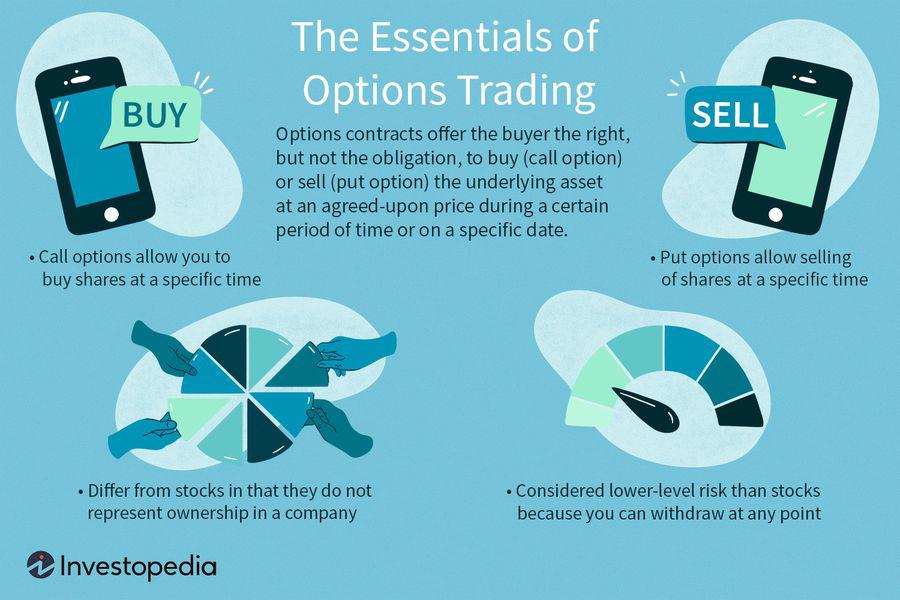 The Essentials of
Options Trading
Options contracts offer the buyer the right,
but not the obligation, to buy (call option)
or sell (put option) the underlying asset
at an agreed-upon price during a certain
period of time or on a specific date.
BUY
SELL
• Call options allow you to
buy shares at a specific time
• Put options allow selling
of shares at a specific time
• Differ from stocks in that they do not
represent ownership in a company
• Considered lower-level risk than stocks
because you can withdraw at any point
Investopedia